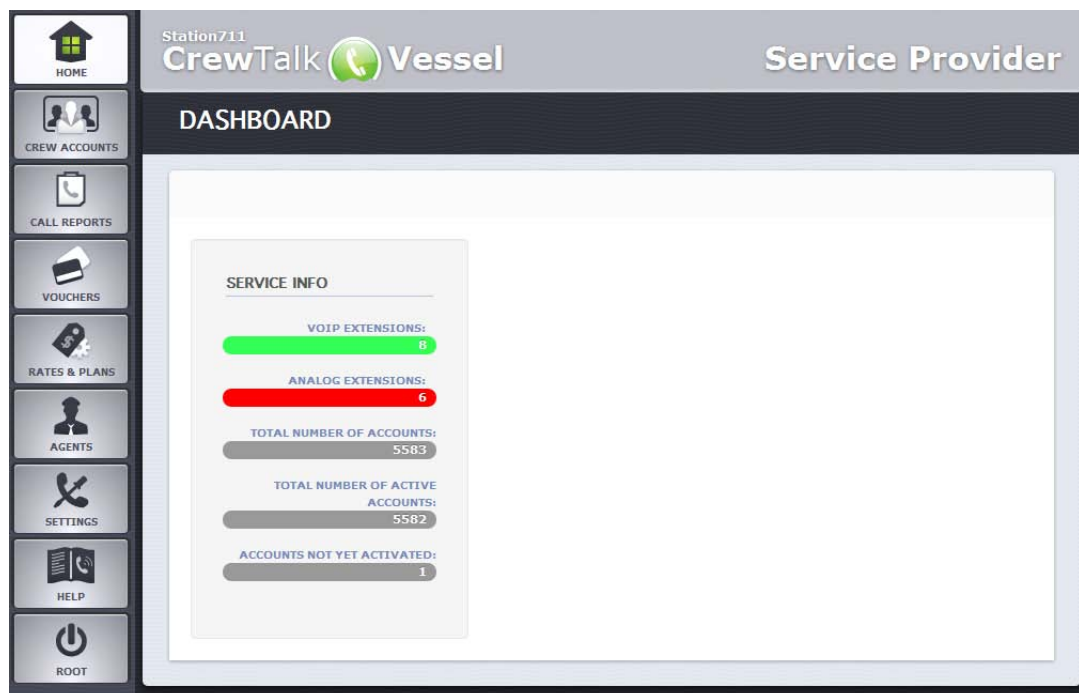 HOME
CREW ACCOUNTS
CALL REPORTS
VOUCHERS
RATES & PLANS
AGENTS
SETTINGS
HELP
ROOT
Station711
CrewTalk Vessel
Service Provider
DASHBOARD
SERVICE INFO
VOIP EXTENSIONS:
8
ANALOG EXTENSIONS:
6
TOTAL NUMBER OF ACCOUNTS:
5583
TOTAL NUMBER OF ACTIVE
ACCOUNTS:
5582
ACCOUNTS NOT YET ACTIVATED:
1